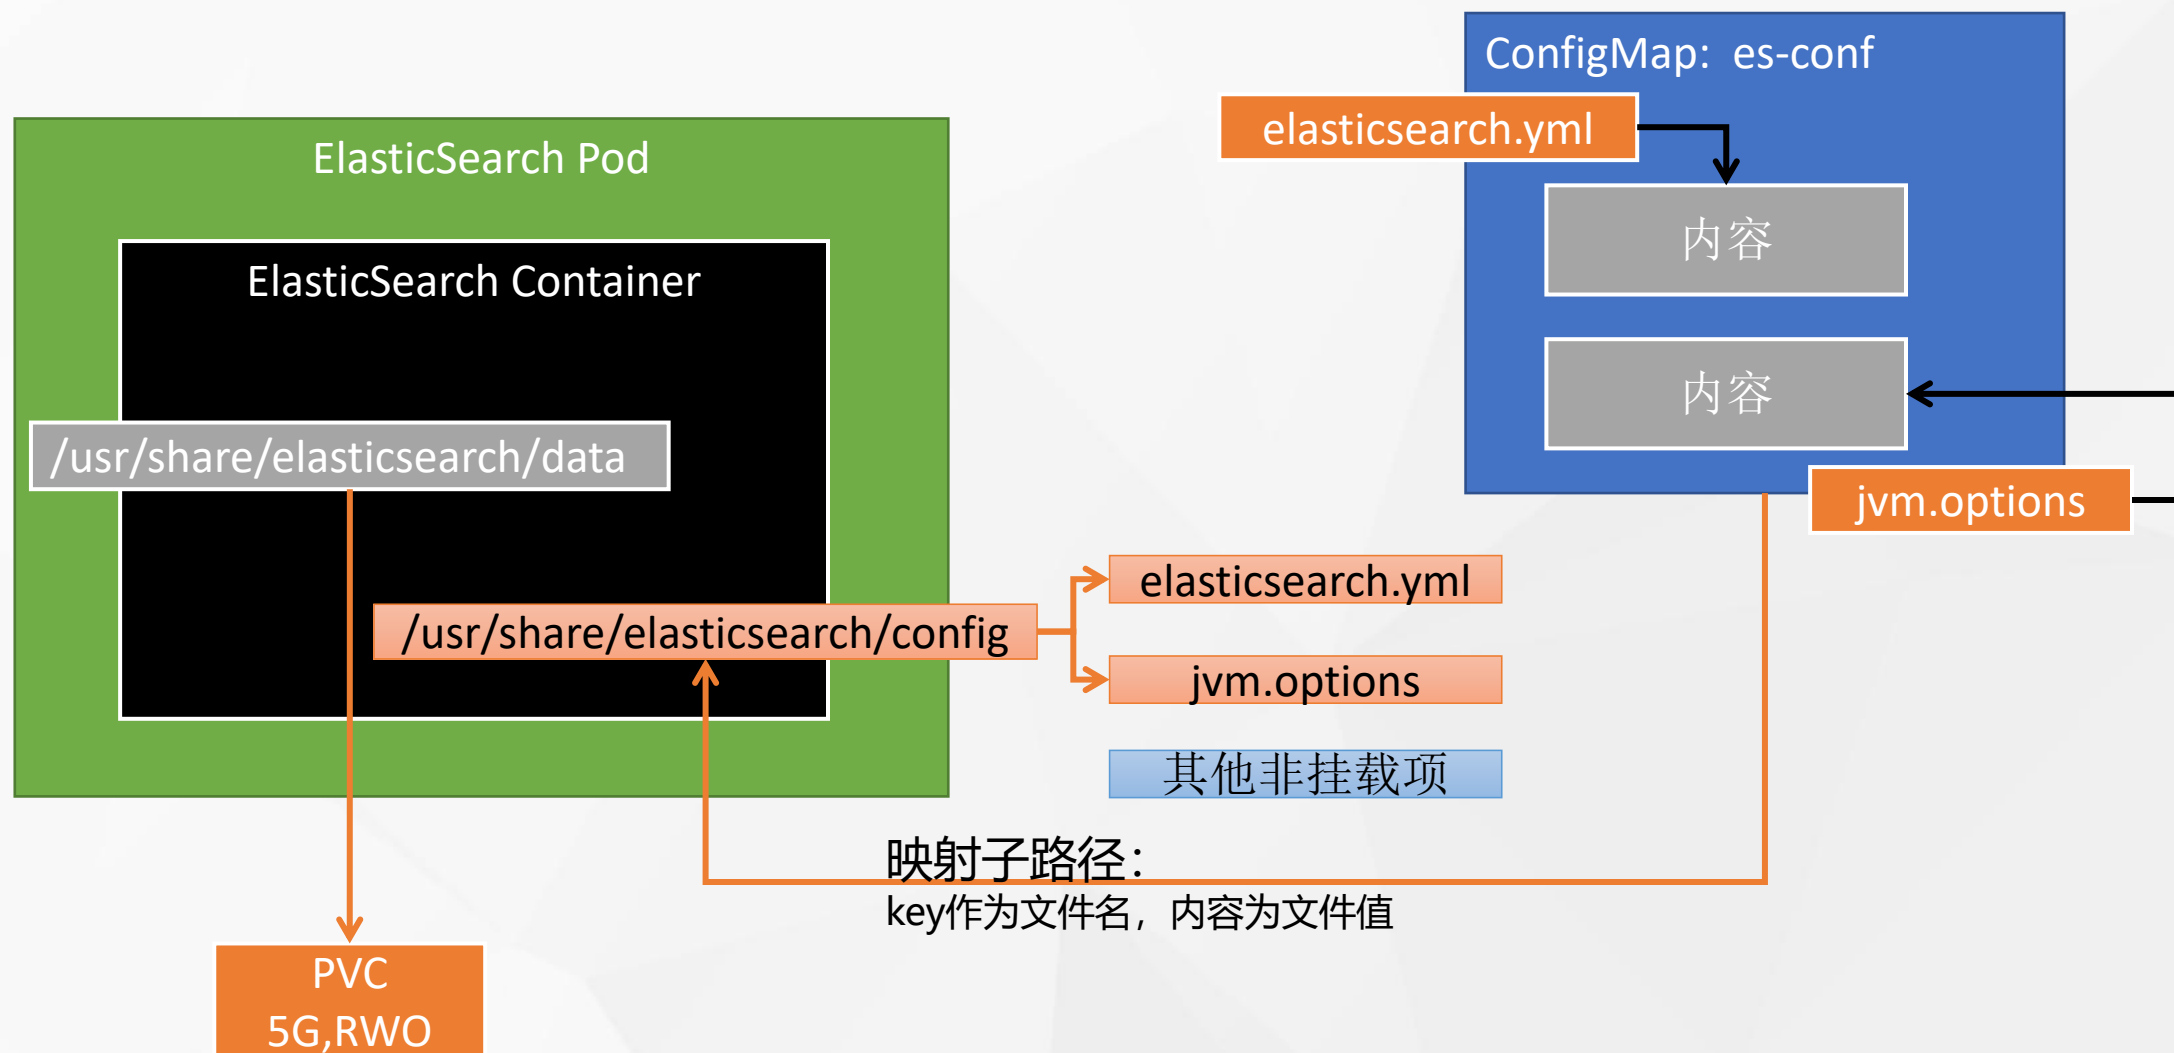 ConfigMap: es-conf
elasticsearch.yml
内容
内容
jvm.options
ElasticSearch Pod
ElasticSearch Container
/usr/share/elasticsearch/data
/usr/share/elasticsearch/config
elasticsearch.yml
jvm.options
其他非挂载项
映射子路径：
key作为文件名，内容为文件值
PVC
5G,RWO